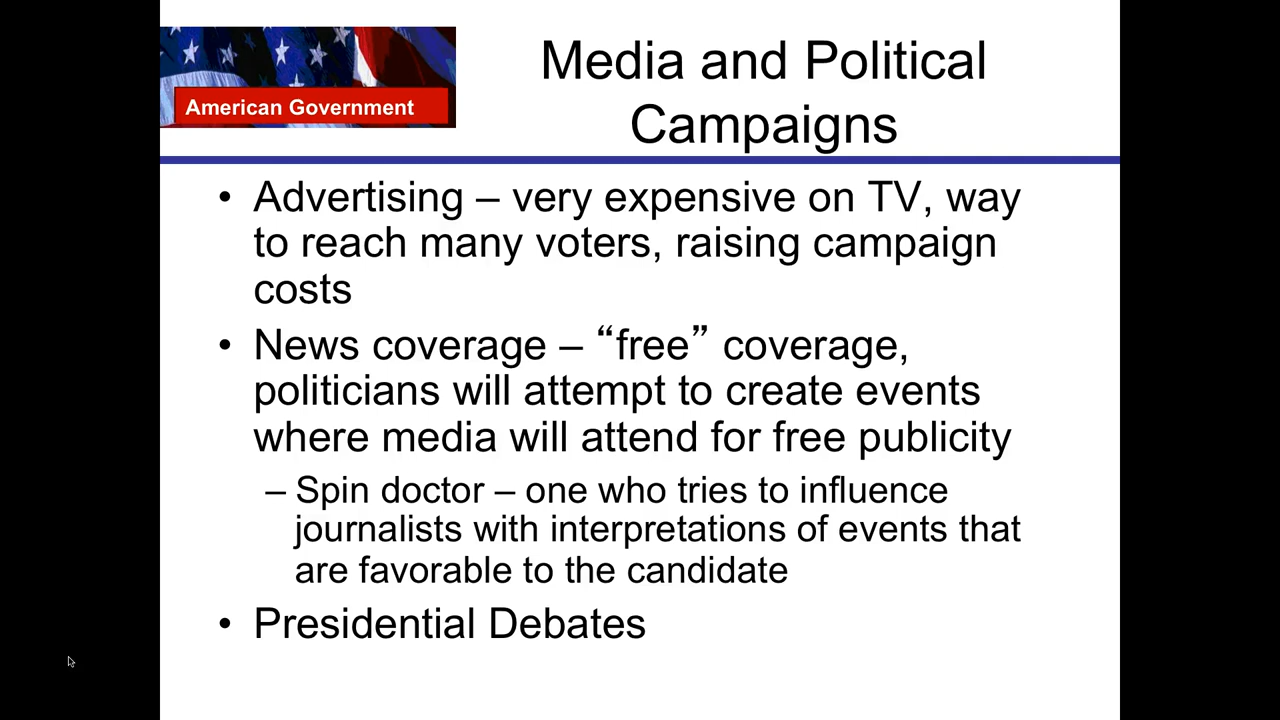 American Government
Media and Political
Campaigns
• Advertising – very expensive on TV, way
to reach many voters, raising campaign
costs
• News coverage – “free” coverage,
politicians will attempt to create events
where media will attend for free publicity
– Spin doctor – one who tries to influence
journalists with interpretations of events that
are favorable to the candidate
• Presidential Debates